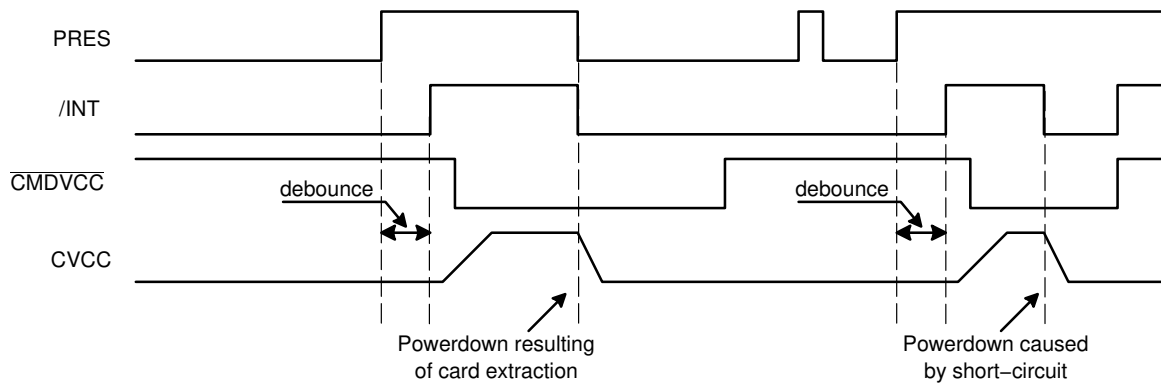 PRES
/INT
CMDVCC
debounce
debounce
CVCC
Powerdown resulting
of card extraction
Powerdown caused
by short−circuit